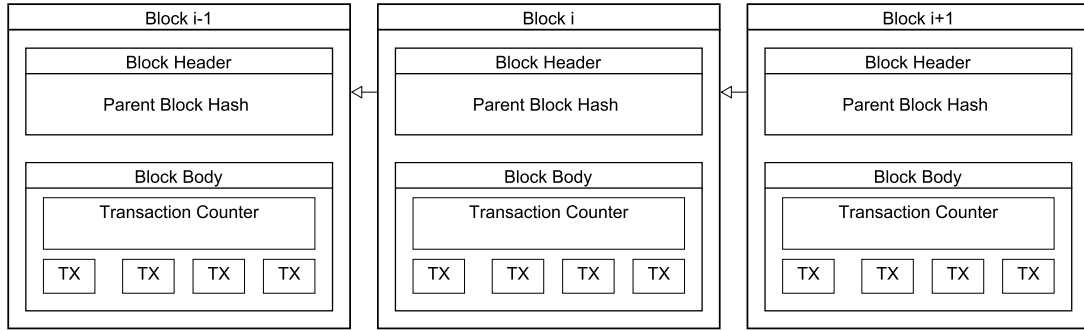 Block i-1
Block Header
Parent Block Hash
Block Body
Transaction Counter
TX TX TX TX
Block i
Block Header
Parent Block Hash
Block Body
Transaction Counter
TX TX TX TX
Block i+1
Block Header
Parent Block Hash
Block Body
Transaction Counter
TX TX TX TX